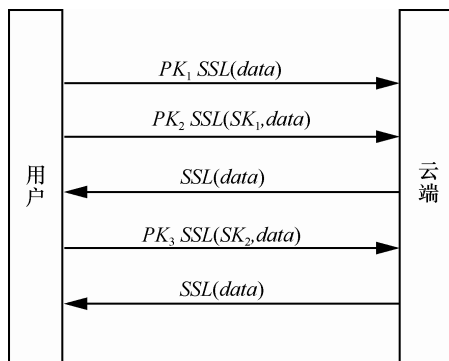 PK₁ SSL(data)
PK₂ SSL(SK₁,data)
SSL(data)
PK₃ SSL(SK₂,data)
SSL(data)
用户
云端